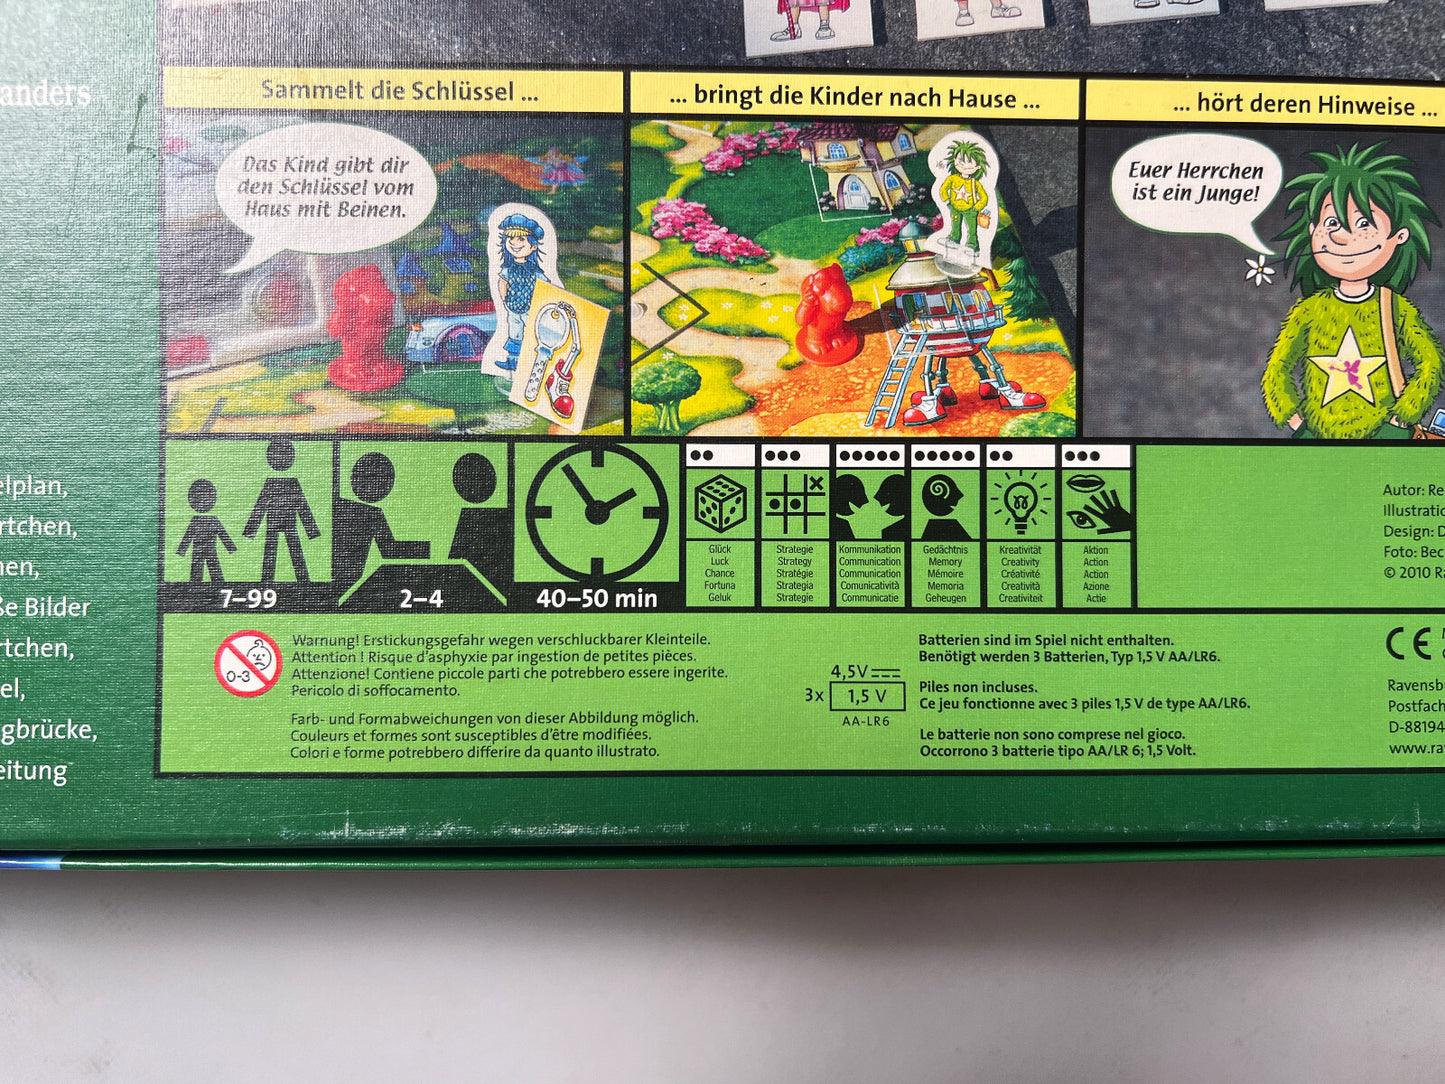 anders
Sammelt die Schlüssel ...
... bringt die Kinder nach Hause ...
... hört deren Hinweise ...
Das Kind gibt dir
den Schlüssel vom
Haus mit Beinen.
Euer Herrchen
ist ein Junge!
elplan,
rtchen,
nen,
ße Bilder
rtchen,
el,
gbrücke,
eitung
7–99
2–4
40–50 min
Glück
Luck
Chance
Fortuna
Geluk
Strategie
Strategy
Stratégie
Strategia
Strategie
Kommunikation
Communication
Communication
Comunicatività
Communicatie
Gedächtnis
Memory
Mémoire
Memoria
Geheugen
Kreativität
Creativity
Créativité
Creatività
Creativiteit
Aktion
Action
Action
Azione
Actie
Autor: Re
Illustratio
Design: D
Foto: Bec
© 2010 Ra
0-3
Warnung! Erstickungsgefahr wegen verschluckbarer Kleinteile.
Attention ! Risque d'asphyxie par ingestion de petites pièces.
Attenzione! Contiene piccole parti che potrebbero essere ingerite.
Pericolo di soffocamento.
Farb- und Formabweichungen von dieser Abbildung möglich.
Couleurs et formes sont susceptibles d'être modifiées.
Colori e forme potrebbero differire da quanto illustrato.
4,5V
3x 1,5 V
AA-LR6
Batterien sind im Spiel nicht enthalten.
Benötigt werden 3 Batterien, Typ 1,5 V AA/LR6.
Piles non incluses.
Ce jeu fonctionne avec 3 piles 1,5 V de type AA/LR6.
Le batterie non sono comprese nel gioco.
Occorrono 3 batterie tipo AA/LR 6; 1,5 Volt.
CE
Ravensb
Postfach
D-88194
www.ra